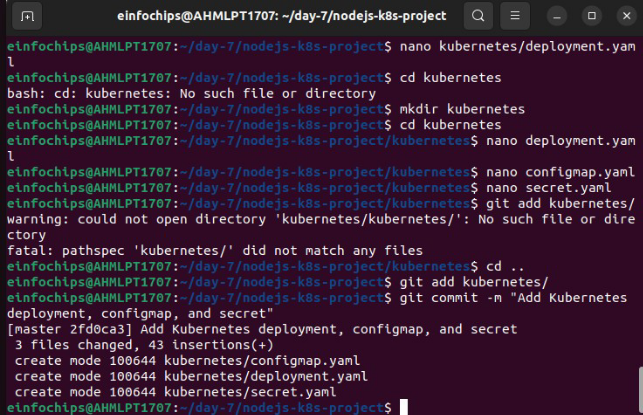 einfochips@AHMLPT1707: ~/day-7/nodejs-k8s-project
einfochips@AHMLPT1707:~/day-7/nodejs-k8s-project$ nano kubernetes/deployment.yam
l
einfochips@AHMLPT1707:~/day-7/nodejs-k8s-project$ cd kubernetes
bash: cd: kubernetes: No such file or directory
einfochips@AHMLPT1707:~/day-7/nodejs-k8s-project$ mkdir kubernetes
einfochips@AHMLPT1707:~/day-7/nodejs-k8s-project$ cd kubernetes
einfochips@AHMLPT1707:~/day-7/nodejs-k8s-project/kubernetes$ nano deployment.yam
l
einfochips@AHMLPT1707:~/day-7/nodejs-k8s-project/kubernetes$ nano configmap.yaml
einfochips@AHMLPT1707:~/day-7/nodejs-k8s-project/kubernetes$ nano secret.yaml
einfochips@AHMLPT1707:~/day-7/nodejs-k8s-project/kubernetes$ git add kubernetes/
warning: could not open directory 'kubernetes/kubernetes/': No such file or dire
ctory
fatal: pathspec 'kubernetes/' did not match any files
einfochips@AHMLPT1707:~/day-7/nodejs-k8s-project/kubernetes$ cd ..
einfochips@AHMLPT1707:~/day-7/nodejs-k8s-project$ git add kubernetes/
einfochips@AHMLPT1707:~/day-7/nodejs-k8s-project$ git commit -m "Add Kubernetes
deployment, configmap, and secret"
[master 2fd0ca3] Add Kubernetes deployment, configmap, and secret
 3 files changed, 43 insertions(+)
 create mode 100644 kubernetes/configmap.yaml
 create mode 100644 kubernetes/deployment.yaml
 create mode 100644 kubernetes/secret.yaml
einfochips@AHMLPT1707:~/day-7/nodejs-k8s-project$